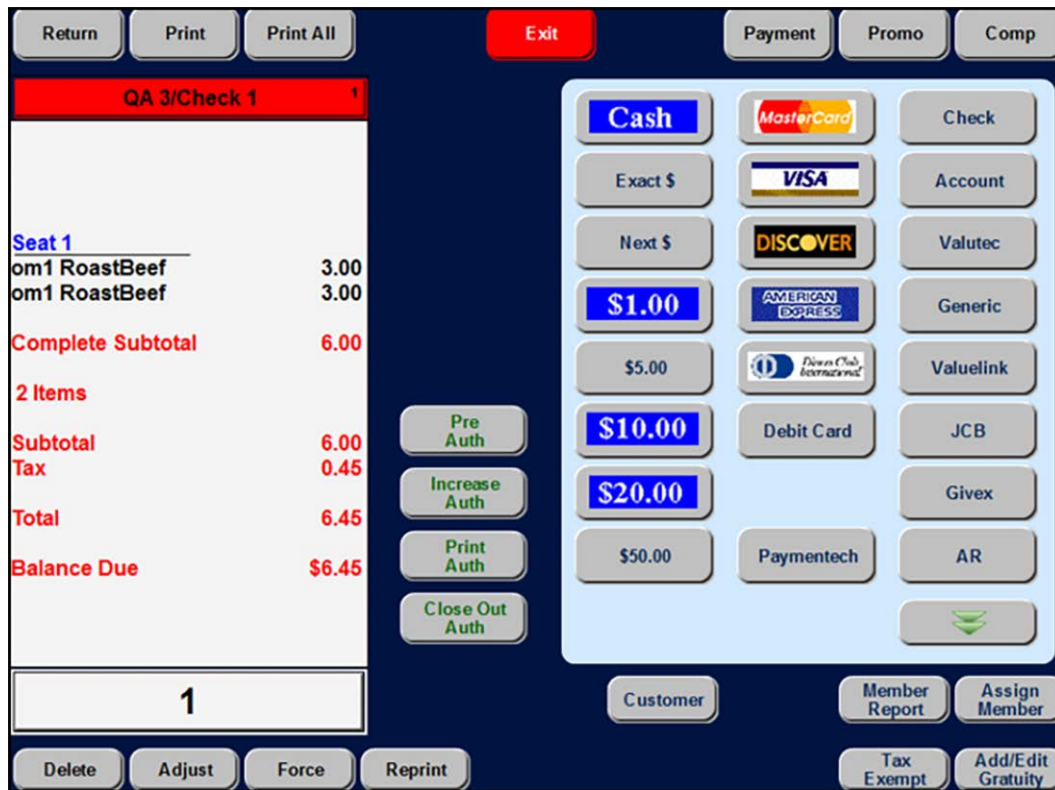 Return Print Print All Exit Payment Promo Comp
QA 3/Check 1 1
Seat 1
om1 RoastBeef 3.00
om1 RoastBeef 3.00
Complete Subtotal 6.00
2 Items
Subtotal 6.00
Tax 0.45
Total 6.45
Balance Due $6.45
1
Pre
Auth
Increase
Auth
Print
Auth
Close Out
Auth
Cash MasterCard Check
Exact $ VISA Account
Next $ DISCOVER Valutec
$1.00 AMERICAN
EXPRESS Generic
$5.00 Diners Club
International Valuelink
$10.00 Debit Card JCB
$20.00 Givex
$50.00 Paymentech AR
Customer
Member
Report
Assign
Member
Delete Adjust Force Reprint
Tax
Exempt
Add/Edit
Gratuity